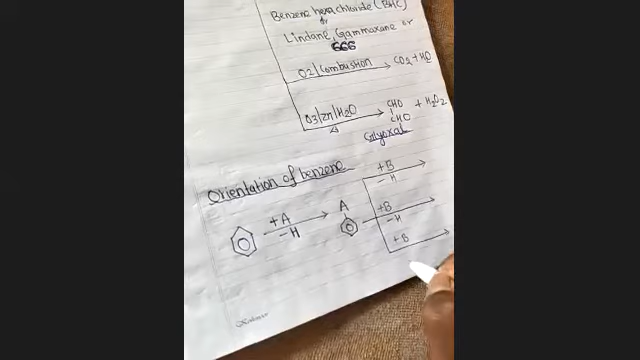 Benzene hexachloride (BHC)
or
Lindane, Gammaxane or
666
O2/Combustion CO2 + H2O
O3/Zn/H2O CHO + H2O2
Δ CHO
Glyoxal
Orientation of benzene
+B
-H
+A A +B
-H -H
+B